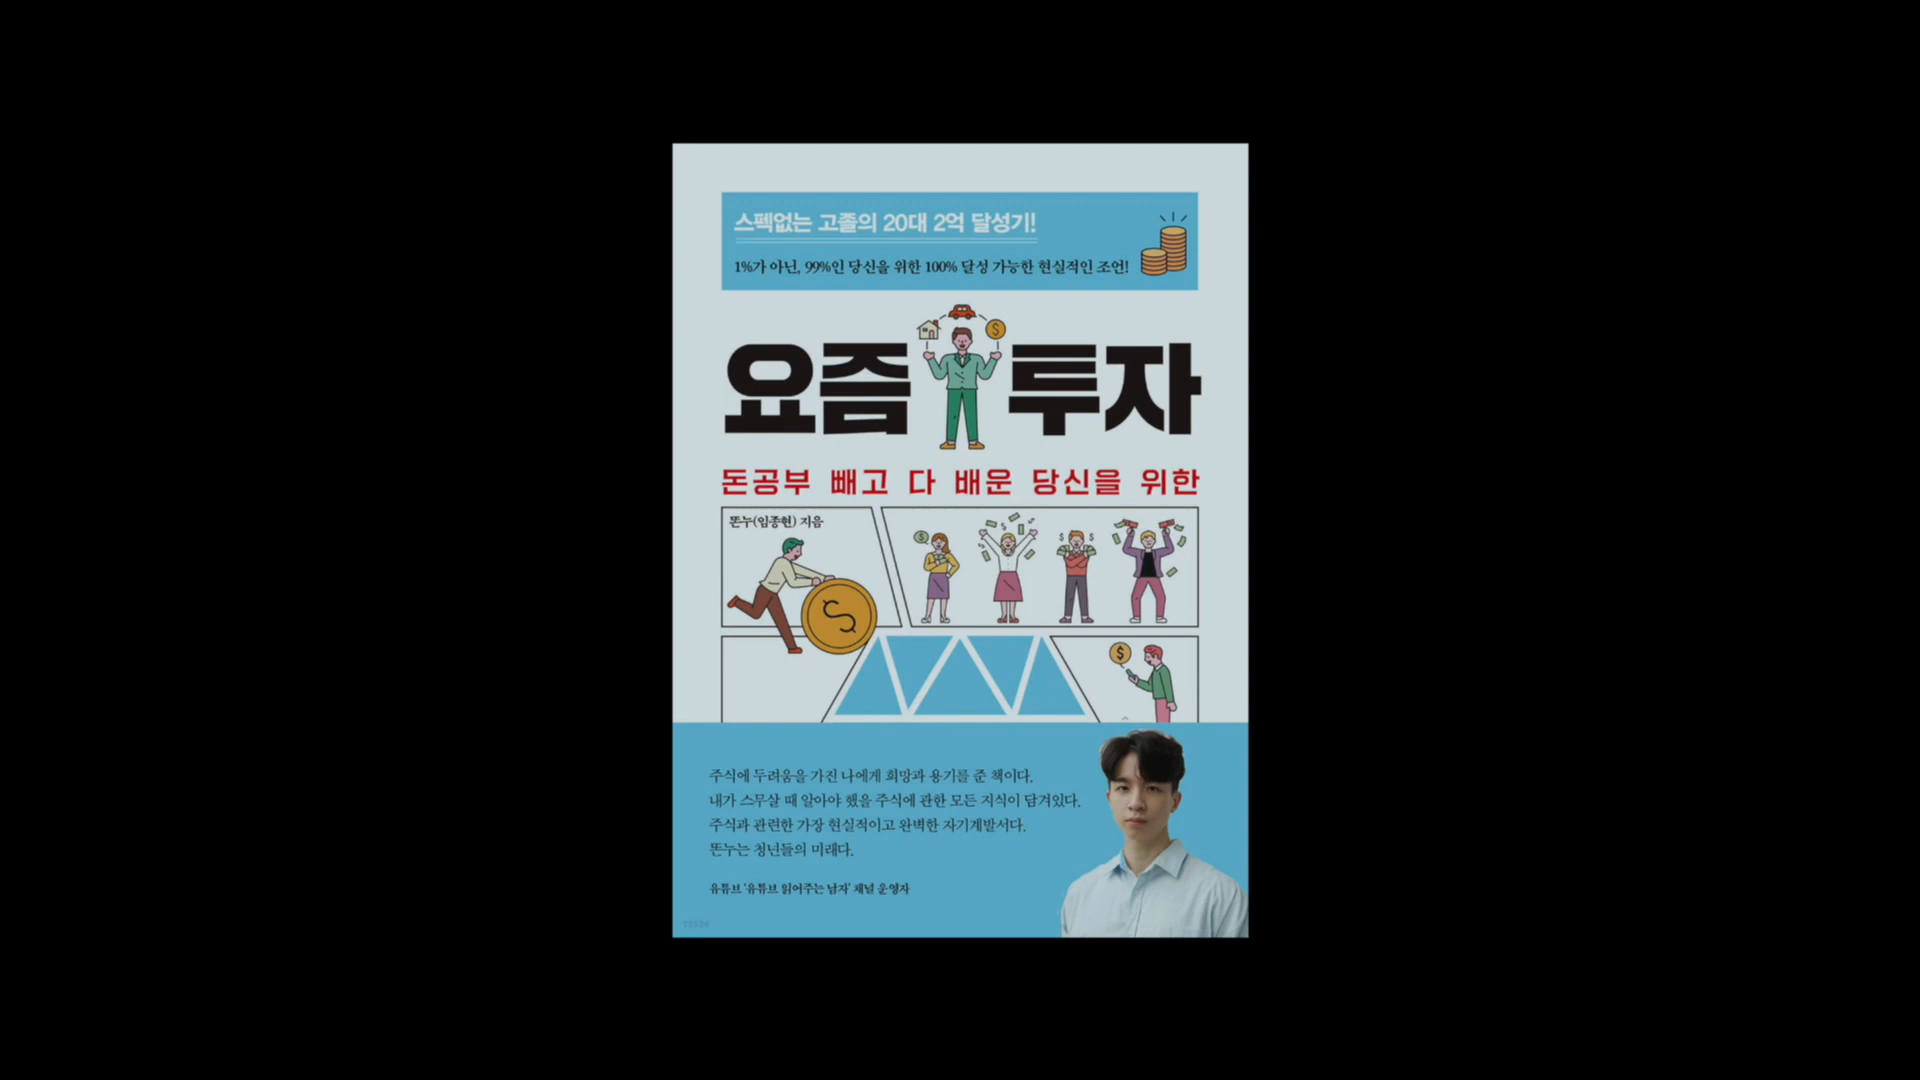 스펙없는 고졸의 20대 2억 달성기!
1%가 아닌, 99%인 당신을 위한 100% 달성 가능한 현실적인 조언!
요즘 투자
돈공부 빼고 다 배운 당신을 위한
똔누(임종현) 지음
주식에 두려움을 가진 나에게 희망과 용기를 준 책이다.
내가 스무살 때 알아야 했을 주식에 관한 모든 지식이 담겨있다.
주식과 관련한 가장 현실적이고 완벽한 자기계발서다.
똔누는 청년들의 미래다.
유튜브 '유튜브 읽어주는 남자' 채널 운영자
YES24